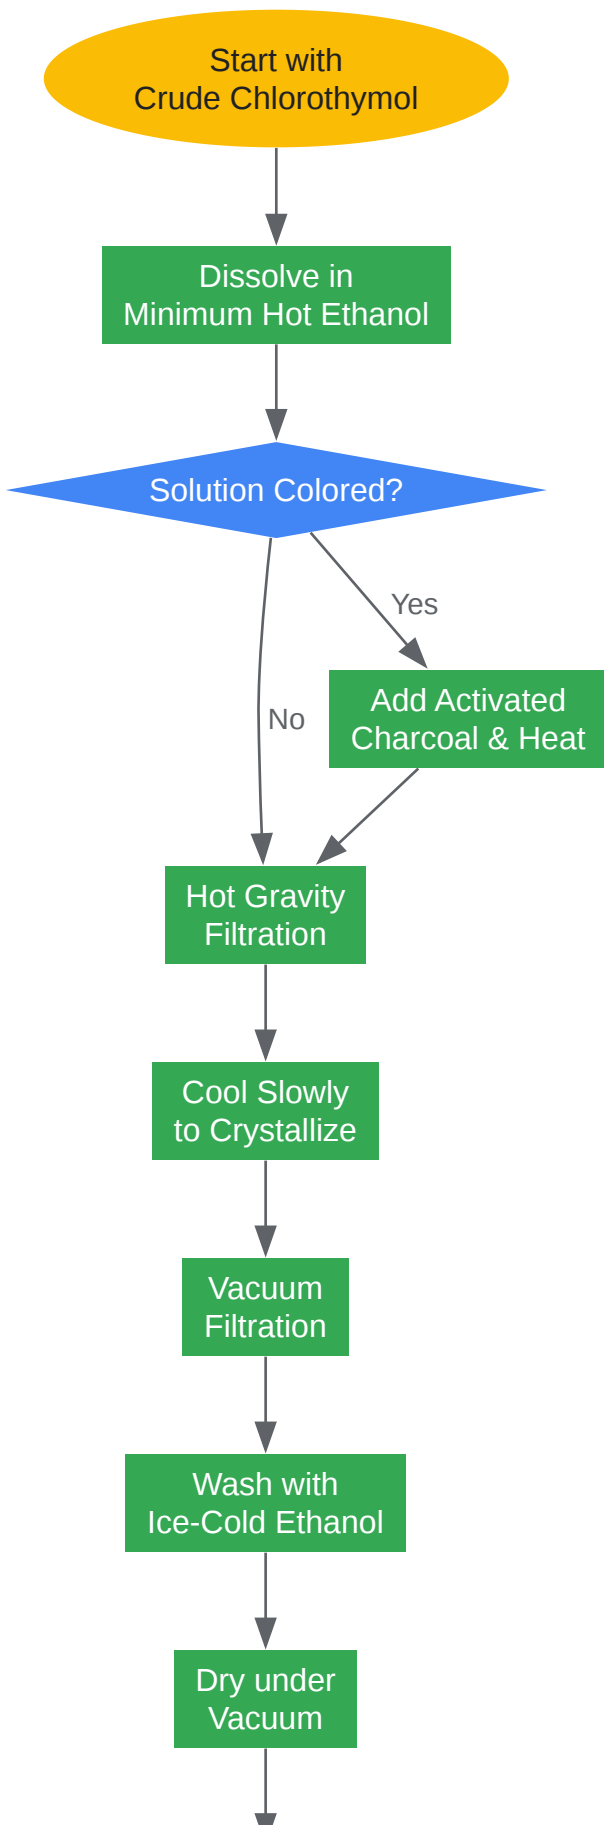 Start with
Crude Chlorothymol
Dissolve in
Minimum Hot Ethanol
Solution Colored?
Yes
Add Activated
Charcoal & Heat
No
Hot Gravity
Filtration
Cool Slowly
to Crystallize
Vacuum
Filtration
Wash with
Ice-Cold Ethanol
Dry under
Vacuum